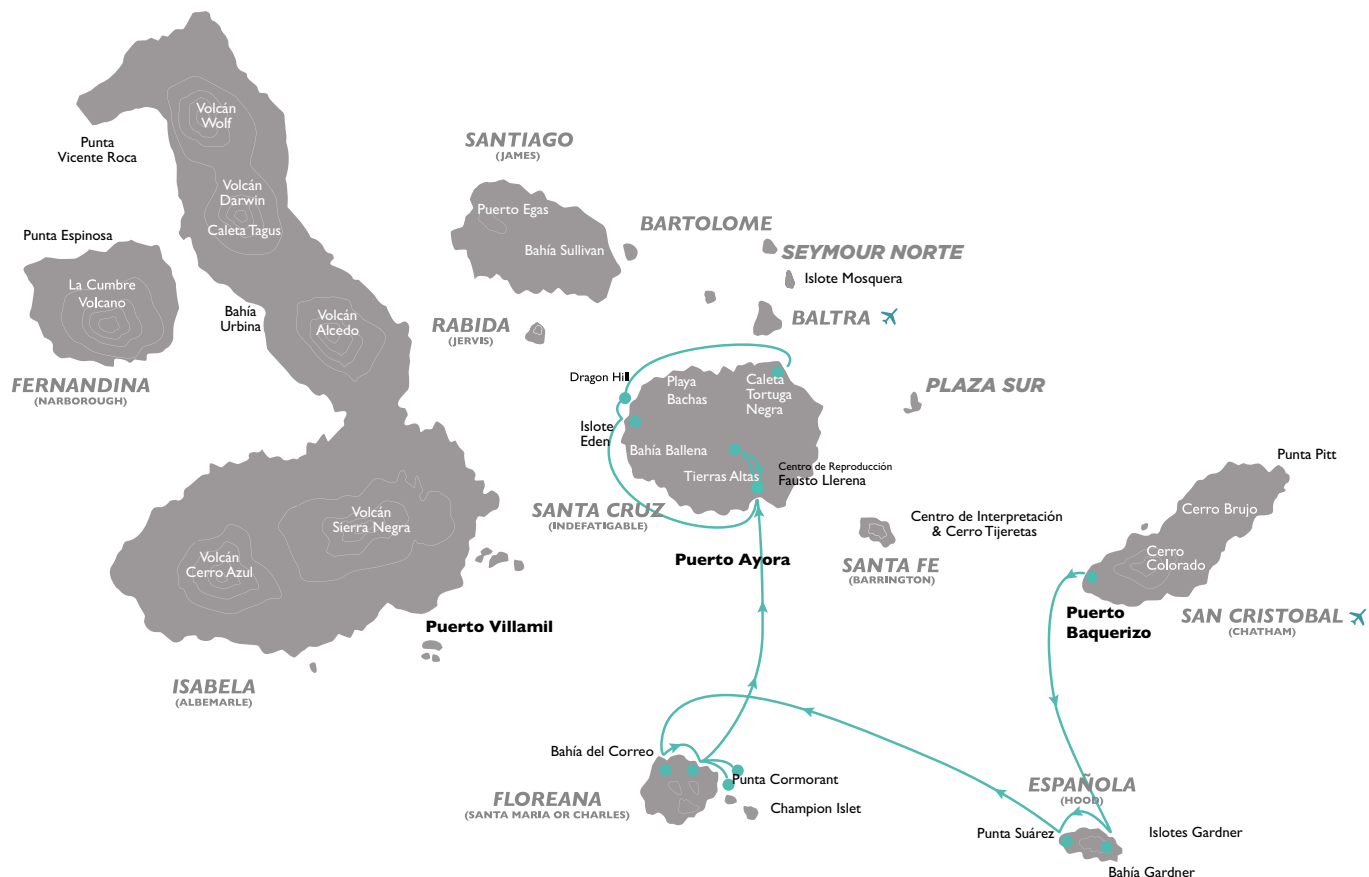 Volcán
Wolf
Punta
Vicente Roca
SANTIAGO
(JAMES)
Volcán
Darwin
Caleta Tagus
Puerto Egas
Bahía Sullivan
BARTOLOME
SEYMOUR NORTE
Islote Mosquera
Punta Espinosa
La Cumbre
Volcano
Bahía
Urbina
Volcán
Alcedo
RABIDA
(JERVIS)
BALTRA
FERNANDINA
(NARBOROUGH)
Dragon Hill
Playa
Bachas
Caleta
Tortuga
Negra
PLAZA SUR
Islote
Eden
Bahía Ballena
Tierras Altas
Centro de Reproducción
Fausto Llerena
Punta Pitt
SANTA CRUZ
(INDEFATIGABLE)
Volcán
Sierra Negra
Centro de Interpretación
& Cerro Tijeretas
Cerro Brujo
Volcán
Cerro Azul
Puerto Ayora
SANTA FE
(BARRINGTON)
Cerro
Colorado
Puerto Villamil
Puerto
Baquerizo
SAN CRISTOBAL
(CHATHAM)
ISABELA
(ALBEMARLE)
Bahía del Correo
Punta Cormorant
FLOREANA
(SANTA MARIA OR CHARLES)
Champion Islet
ESPAÑOLA
(HOOD)
Punta Suárez
Islotes Gardner
Bahía Gardner